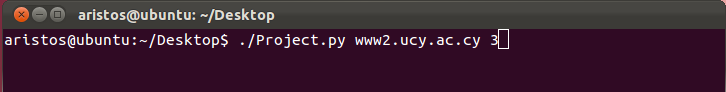 aristos@ubuntu: ~/Desktop
aristos@ubuntu:~/Desktop$ ./Project.py www2.ucy.ac.cy 3